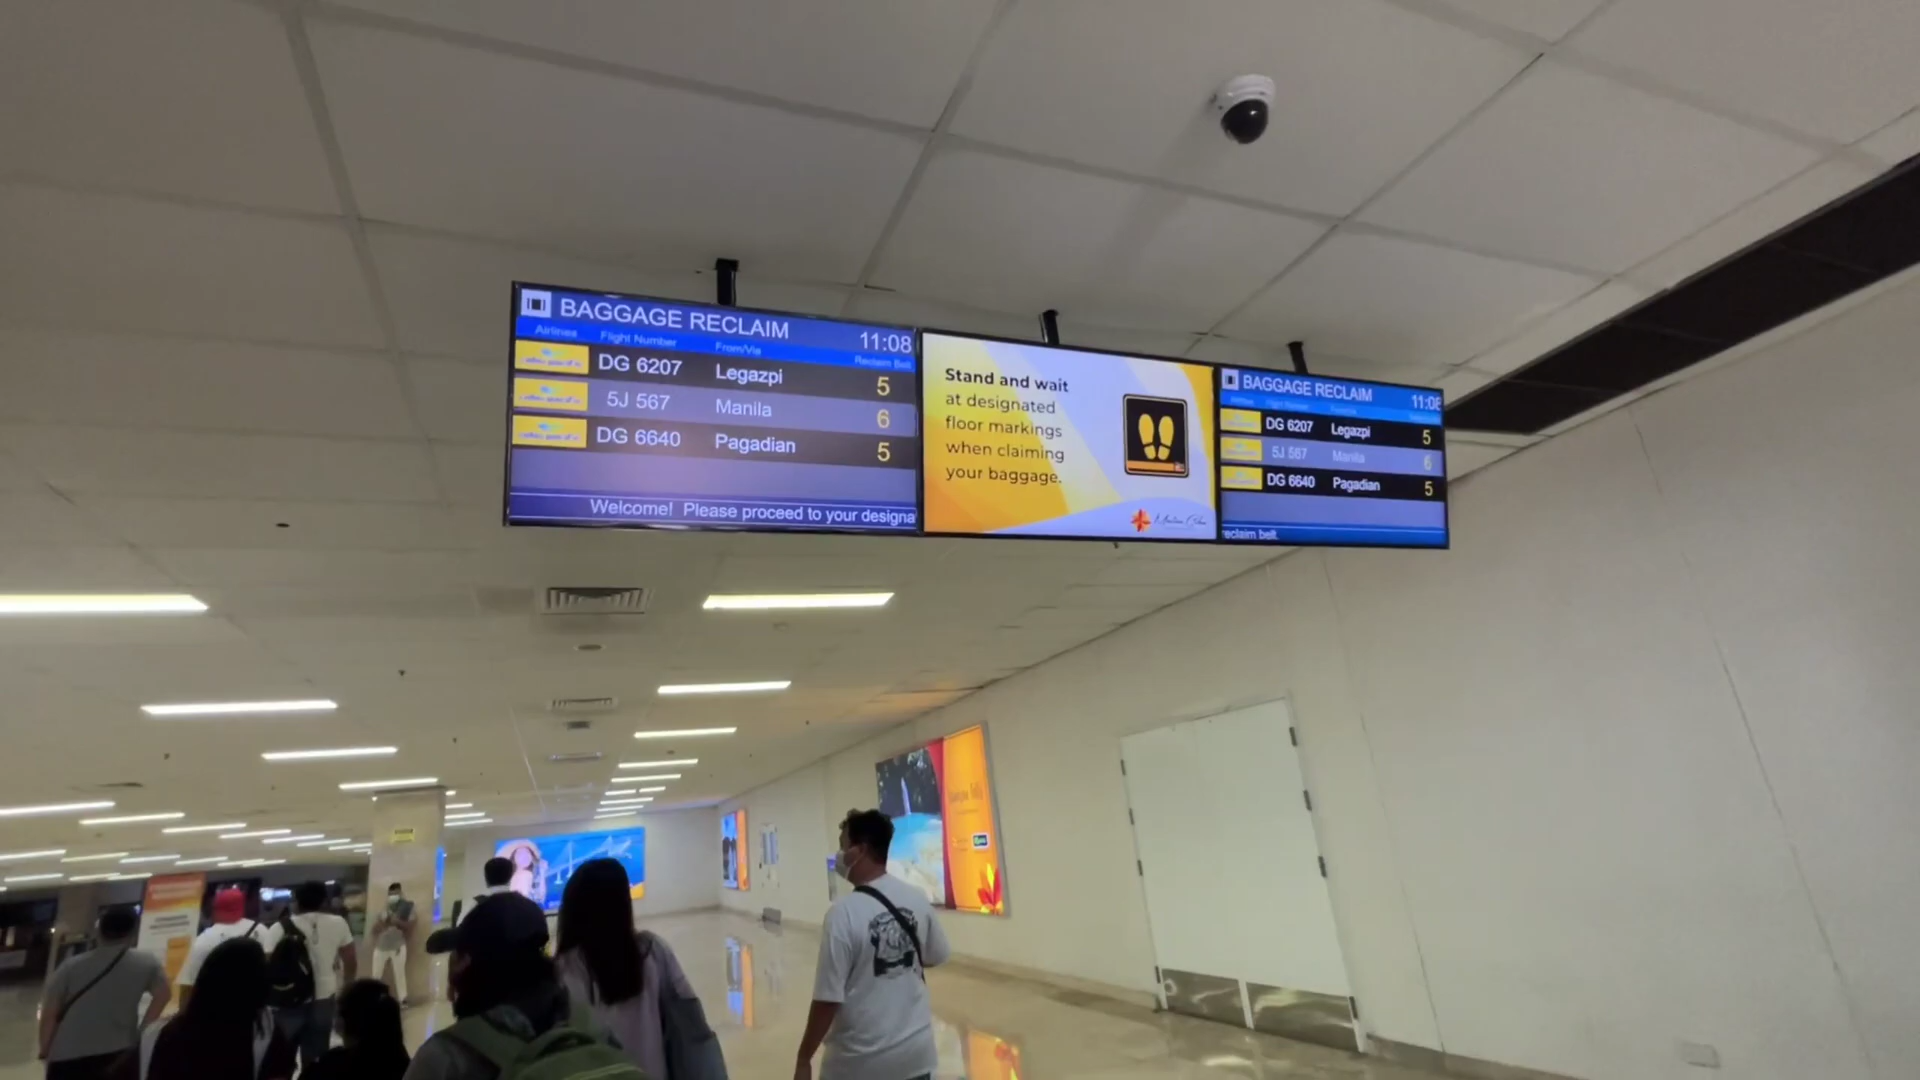 BAGGAGE RECLAIM 11:08
Airlines Flight Number From/Via Reclaim Belt
DG 6207 Legazpi 5
5J 567 Manila 6
DG 6640 Pagadian 5
Welcome! Please proceed to your designa
Stand and wait
at designated
floor markings
when claiming
your baggage.
BAGGAGE RECLAIM 11:08
DG 6207 Legazpi 5
5J 567 Manila 6
DG 6640 Pagadian 5
reclaim belt.